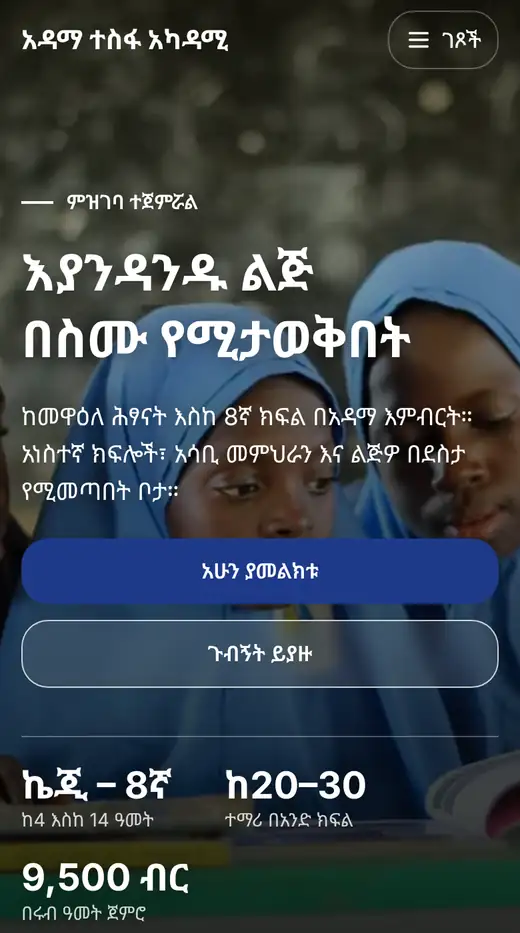 አዳማ ተስፋ አካዳሚ
ገጾች
ምዝገባ ተጀምሯል
እያንዳንዱ ልጅ
በስሙ የሚታወቅበት
ከመዋዕለ ሕፃናት እስከ 8ኛ ክፍል በአዳማ እምብርት።
አነስተኛ ክፍሎች፣ አሳቢ መምህራን እና ልጅዎ በደስታ
የሚመጣበት ቦታ።
አሁን ያመልክቱ
ጉብኝት ይያዙ
ኬጂ – 8ኛ
ከ4 እስከ 14 ዓመት
ከ20–30
ተማሪ በአንድ ክፍል
9,500 ብር
በሩብ ዓመት ጀምሮ